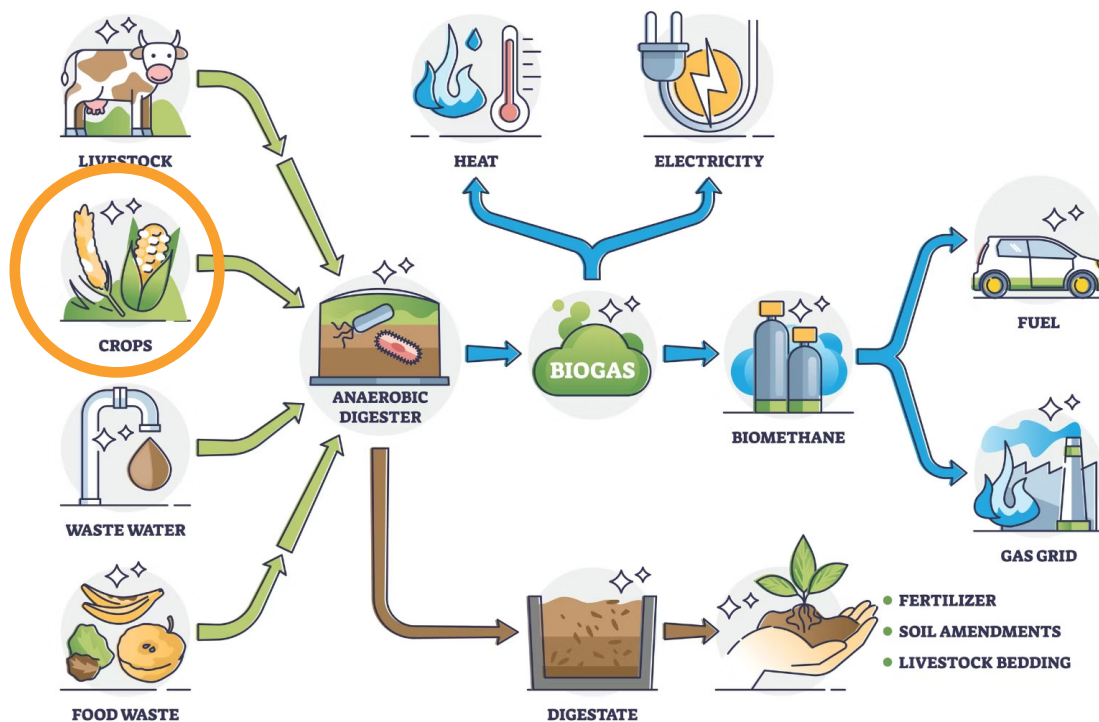 LIVESTOCK
HEAT
ELECTRICITY
CROPS
FUEL
ANAEROBIC
DIGESTER
BIOGAS
BIOMETHANE
WASTE WATER
GAS GRID
FERTILIZER
SOIL AMENDMENTS
LIVESTOCK BEDDING
FOOD WASTE
DIGESTATE